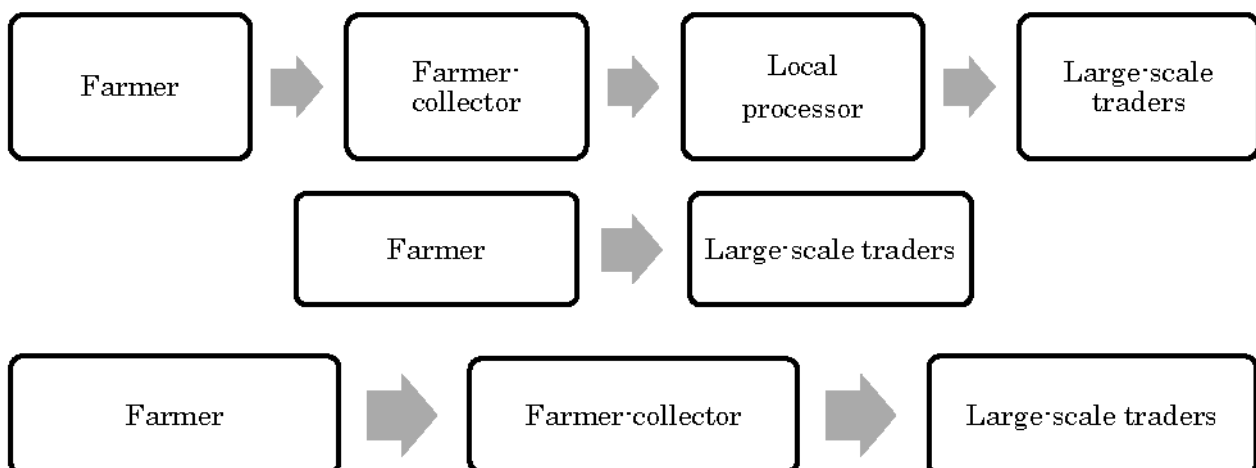 Farmer
Farmer-
collector
Local
processor
Large-scale
traders
Farmer
Large-scale traders
Farmer
Farmer-collector
Large-scale traders